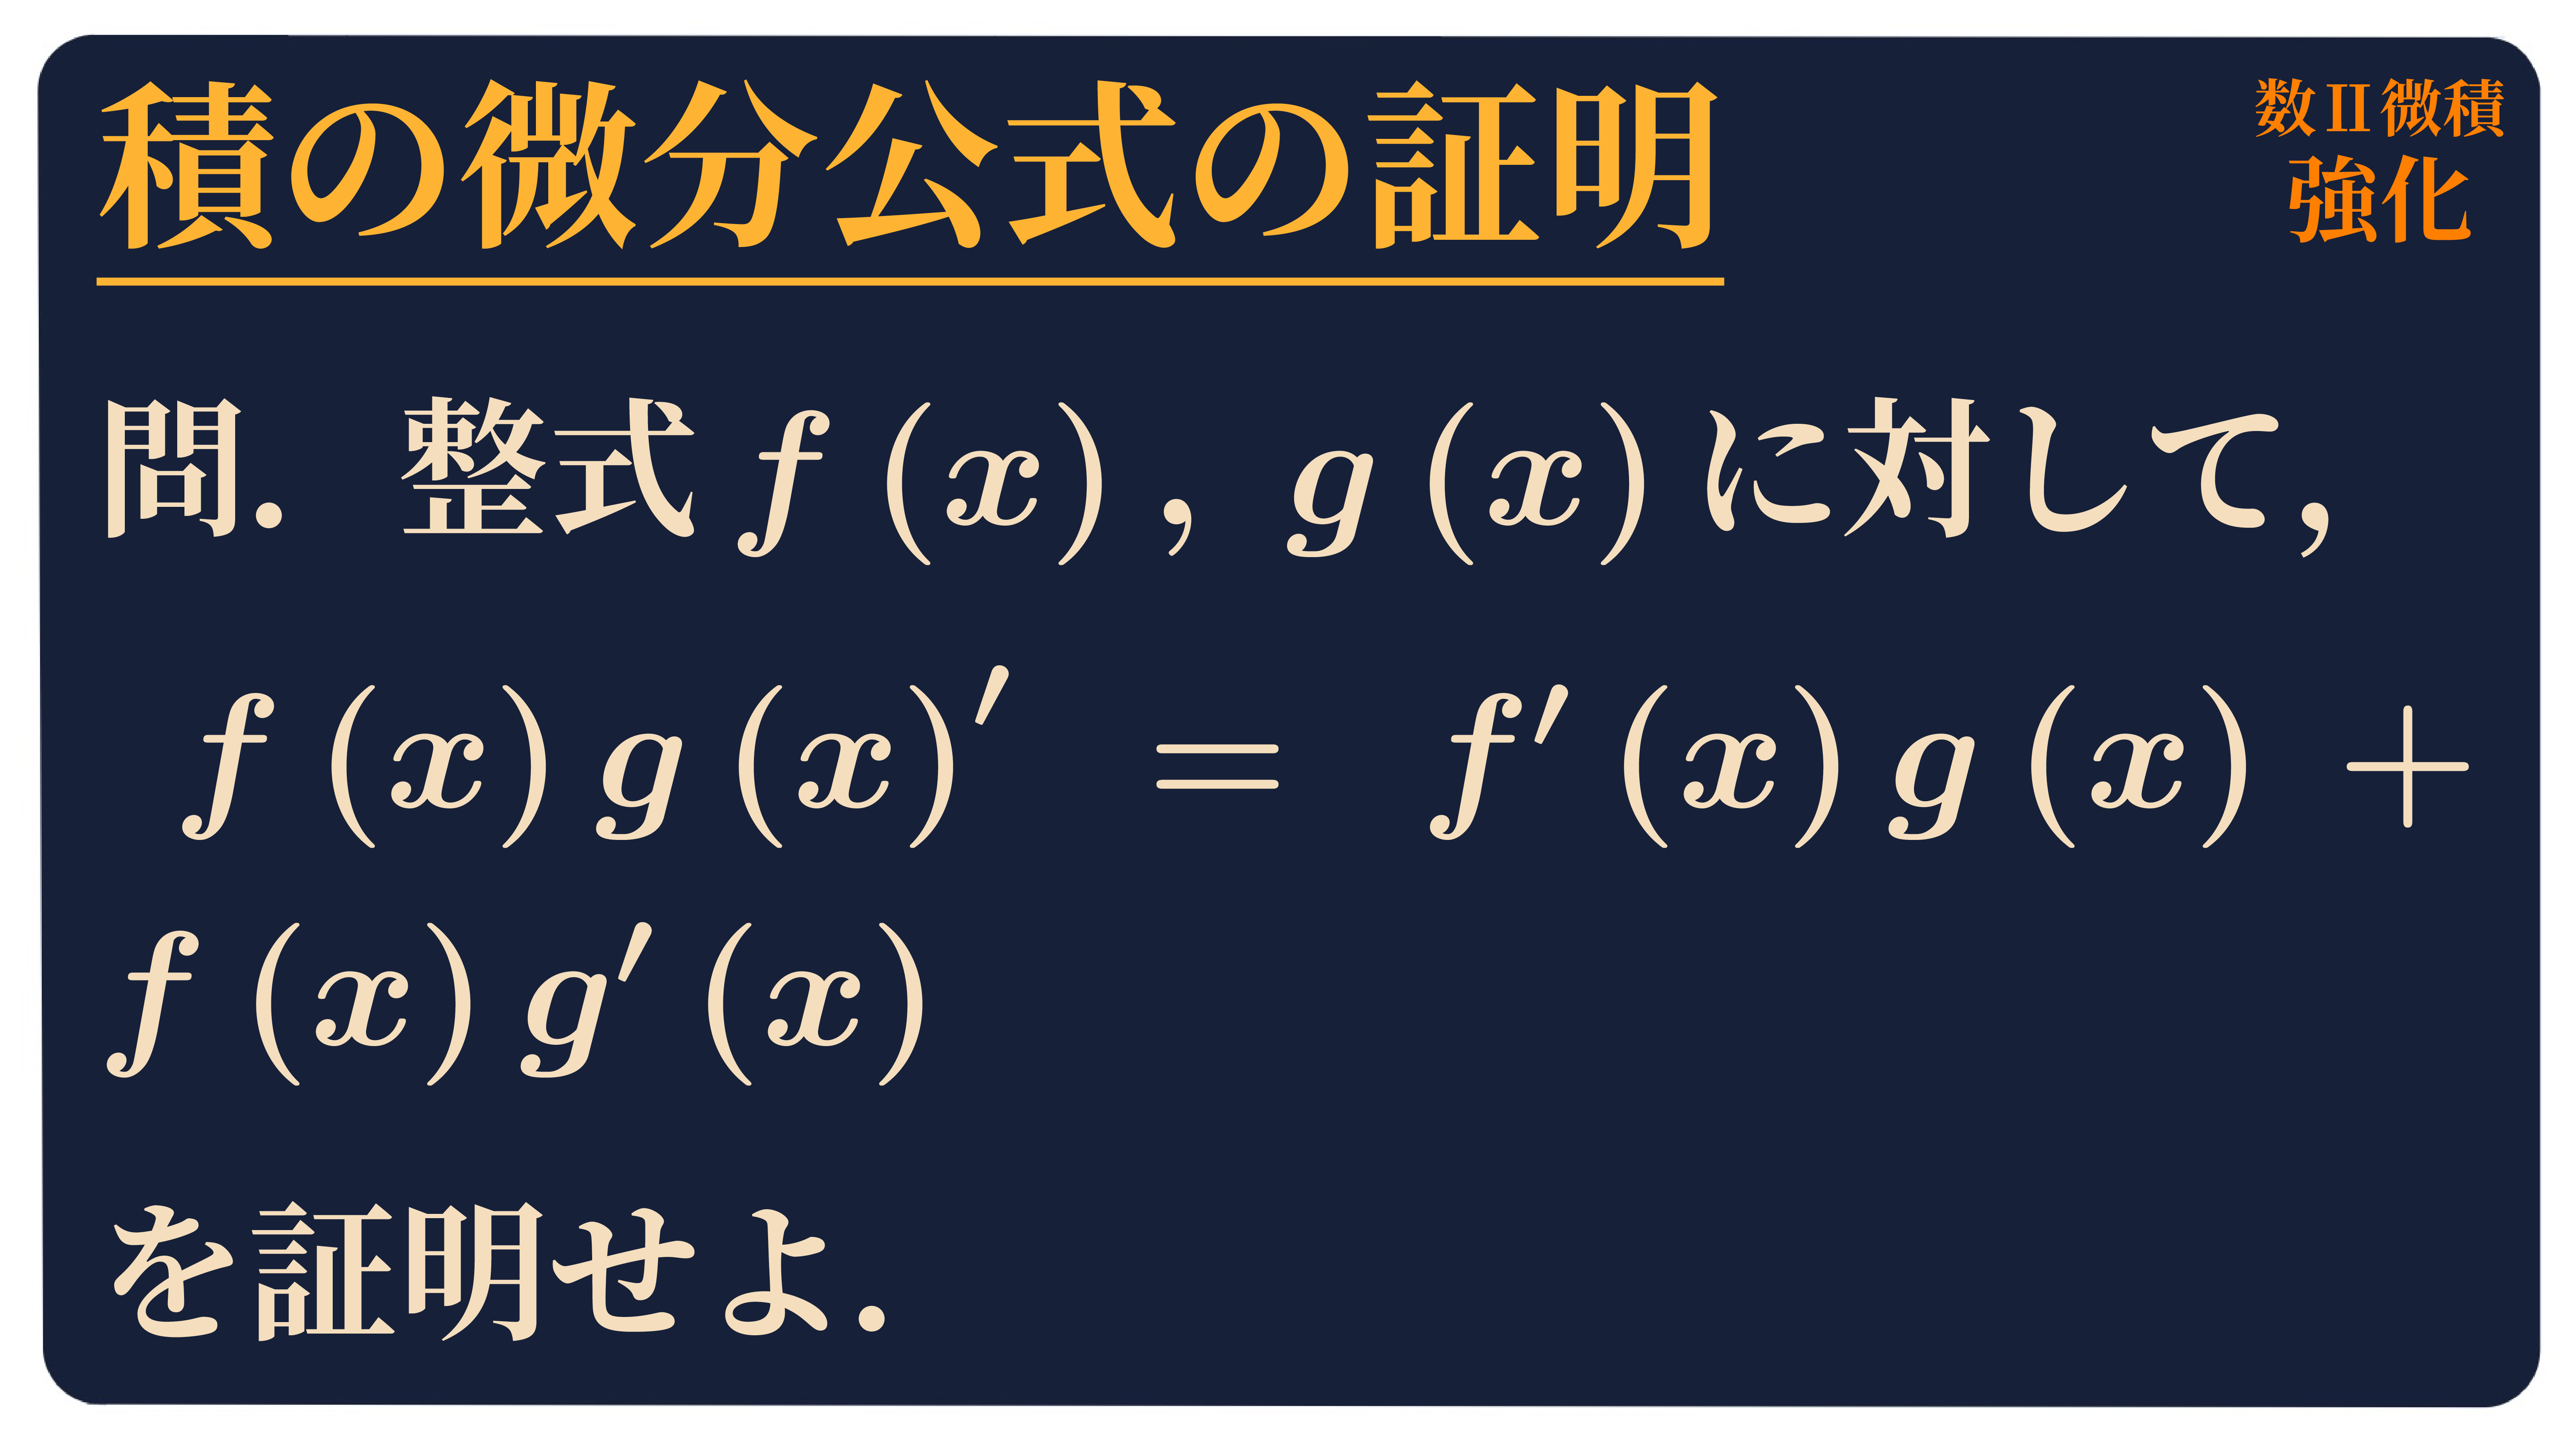 積の微分公式の証明
数Ⅱ微積
強化
問. 整式 f(x), g(x) に対して,
f(x)g(x)′ = f′(x)g(x) +
f(x)g′(x)
を証明せよ.